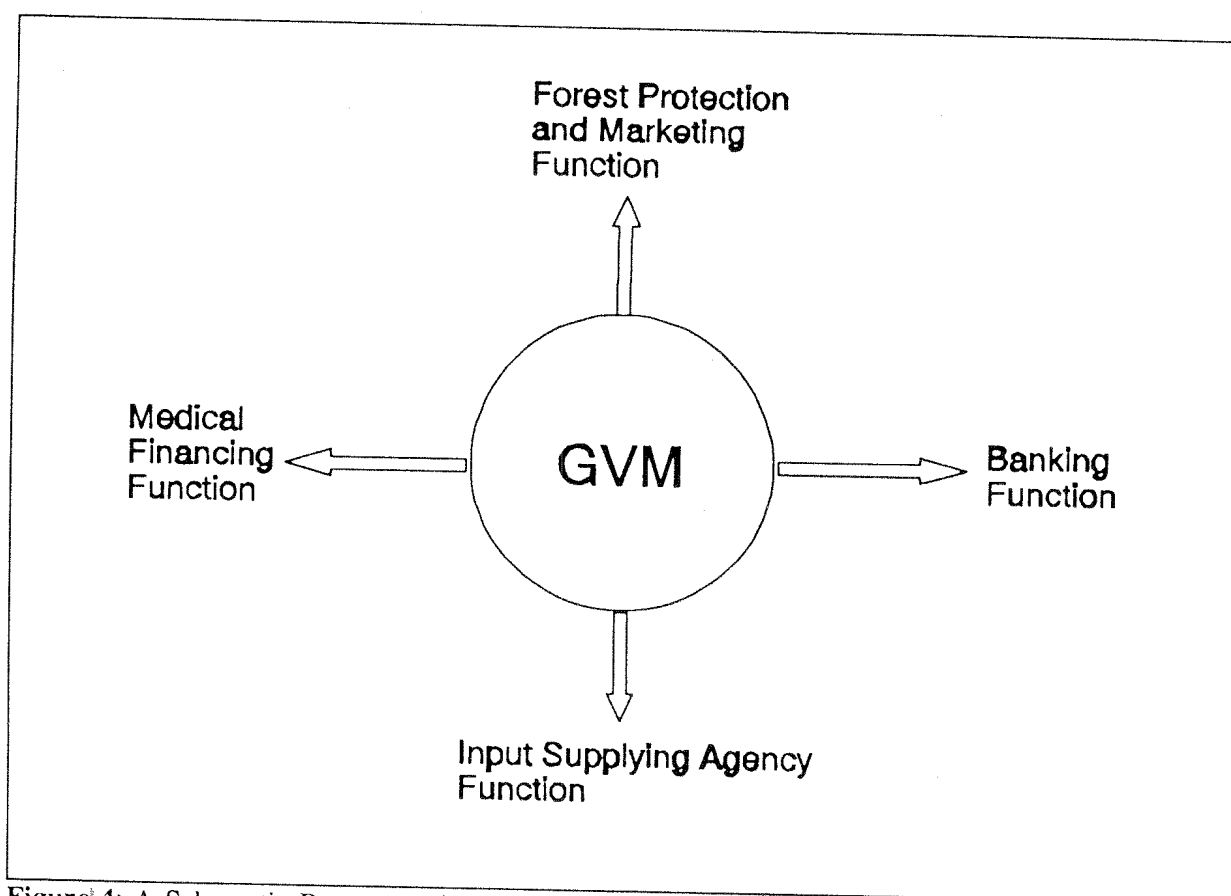 Forest Protection
and Marketing
Function
Medical
Financing
Function
GVM
Banking
Function
Input Supplying Agency
Function
Figure 4: A Schematic